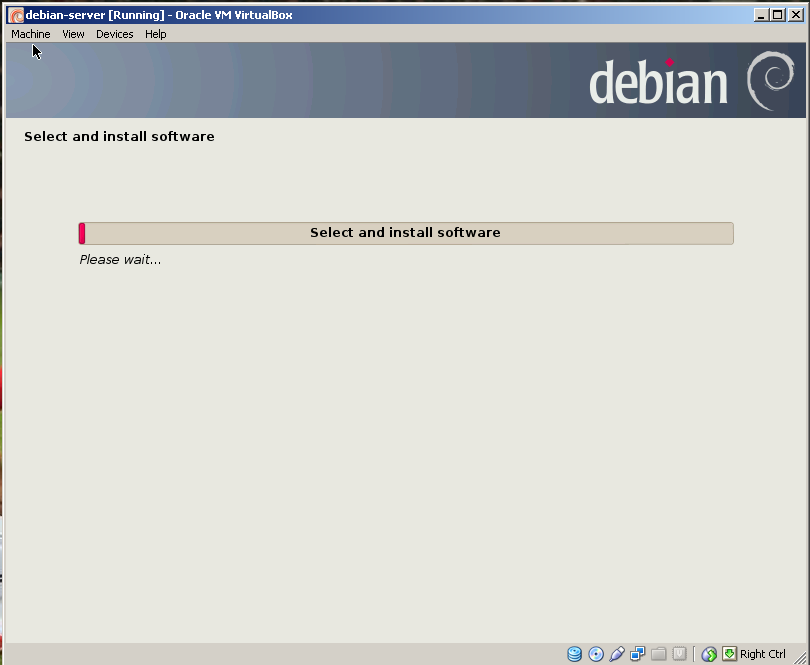 debian-server [Running] - Oracle VM VirtualBox
Machine View Devices Help
debian
Select and install software
Select and install software
Please wait...
Right Ctrl